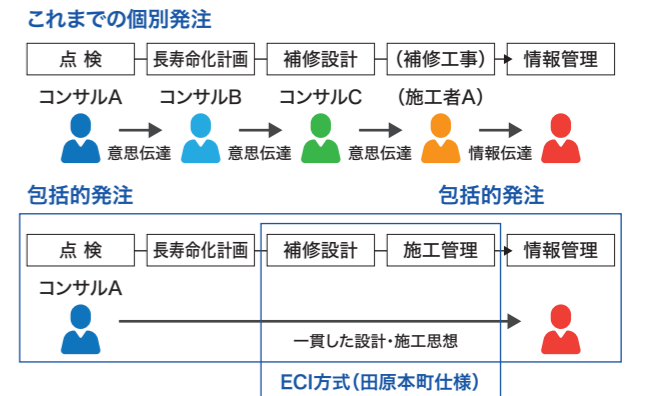 これまでの個別発注
点 検 長寿命化計画 補修設計 (補修工事) 情報管理
コンサルA コンサルB コンサルC (施工者A)
意思伝達 意思伝達 意思伝達 情報伝達
包括的発注 包括的発注
点 検 長寿命化計画 補修設計 施工管理 情報管理
コンサルA
一貫した設計・施工思想
ECI方式(田原本町仕様)